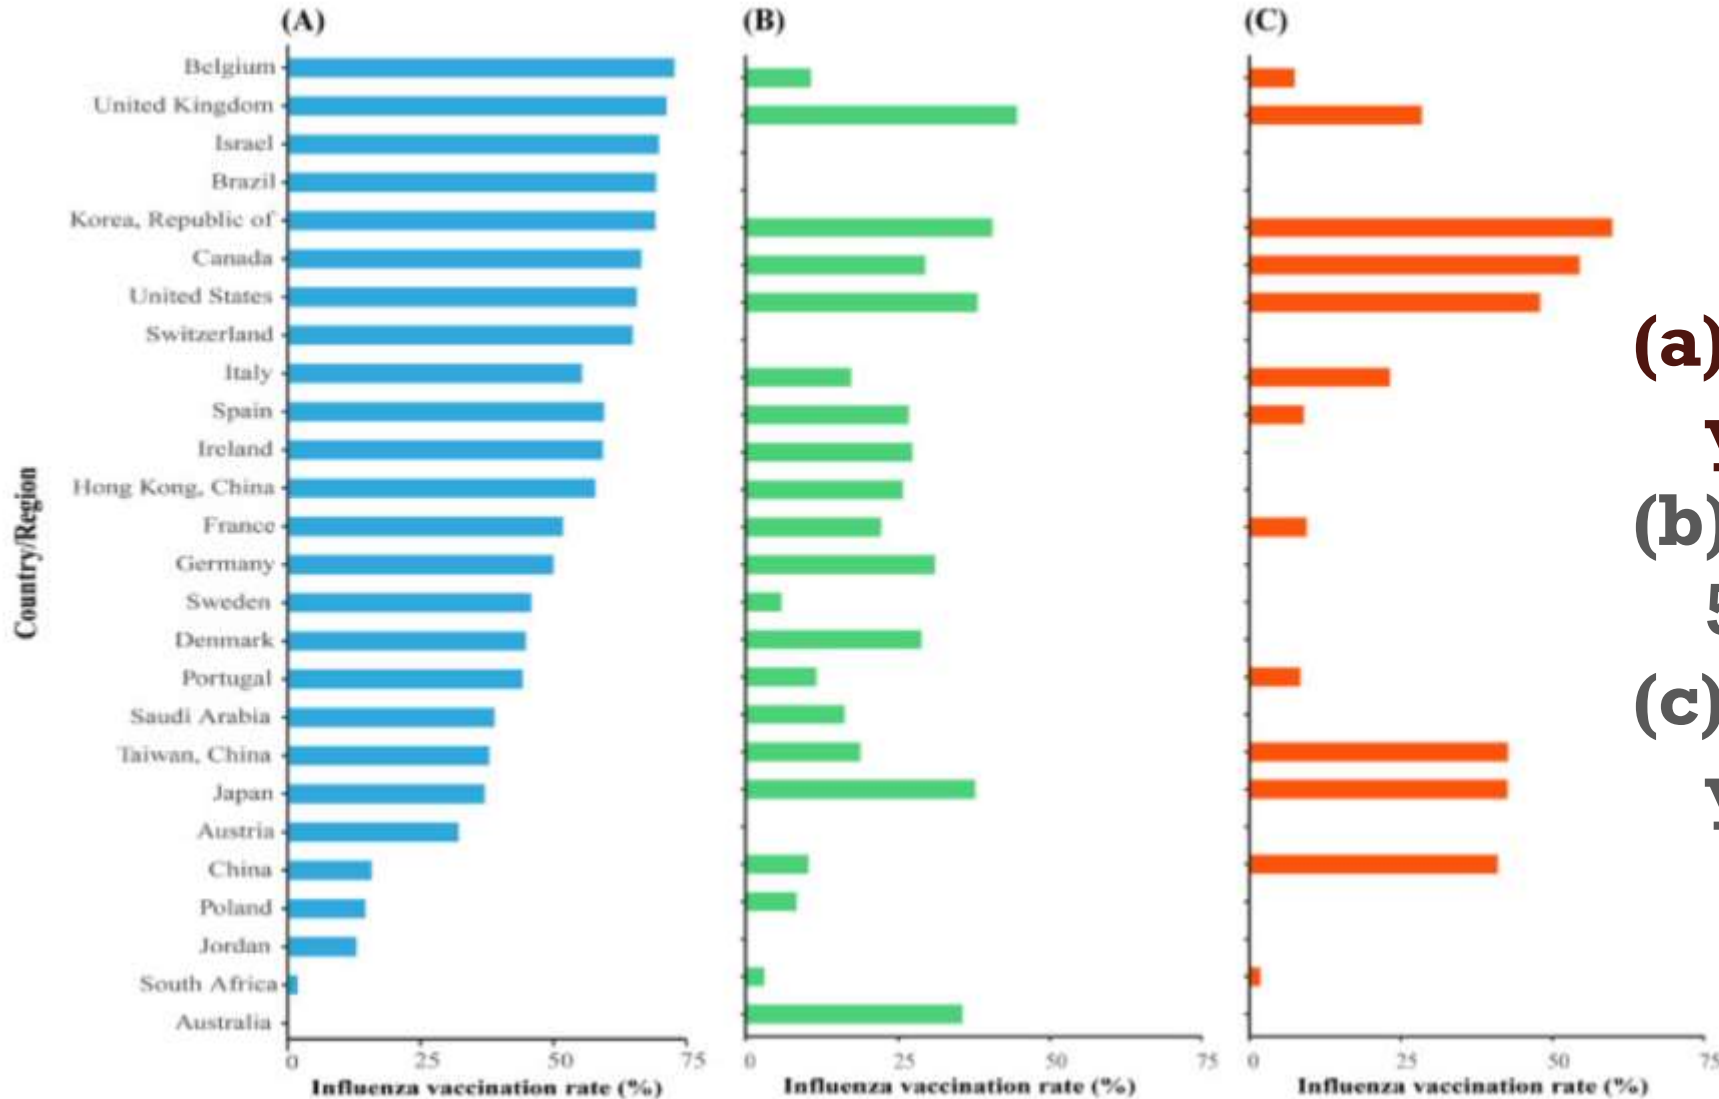 (A)
(B)
(C)
Belgium
United Kingdom
Israel
Brazil
Korea, Republic of
Canada
United States
Switzerland
Italy
Spain
Ireland
Hong Kong, China
France
Germany
Sweden
Denmark
Portugal
Saudi Arabia
Taiwan, China
Japan
Austria
China
Poland
Jordan
South Africa
Australia
Country/Region
0 25 50 75
Influenza vaccination rate (%)
0 25 50 75
Influenza vaccination rate (%)
0 25 50 75
Influenza vaccination rate (%)
(a)
(b)
(c)